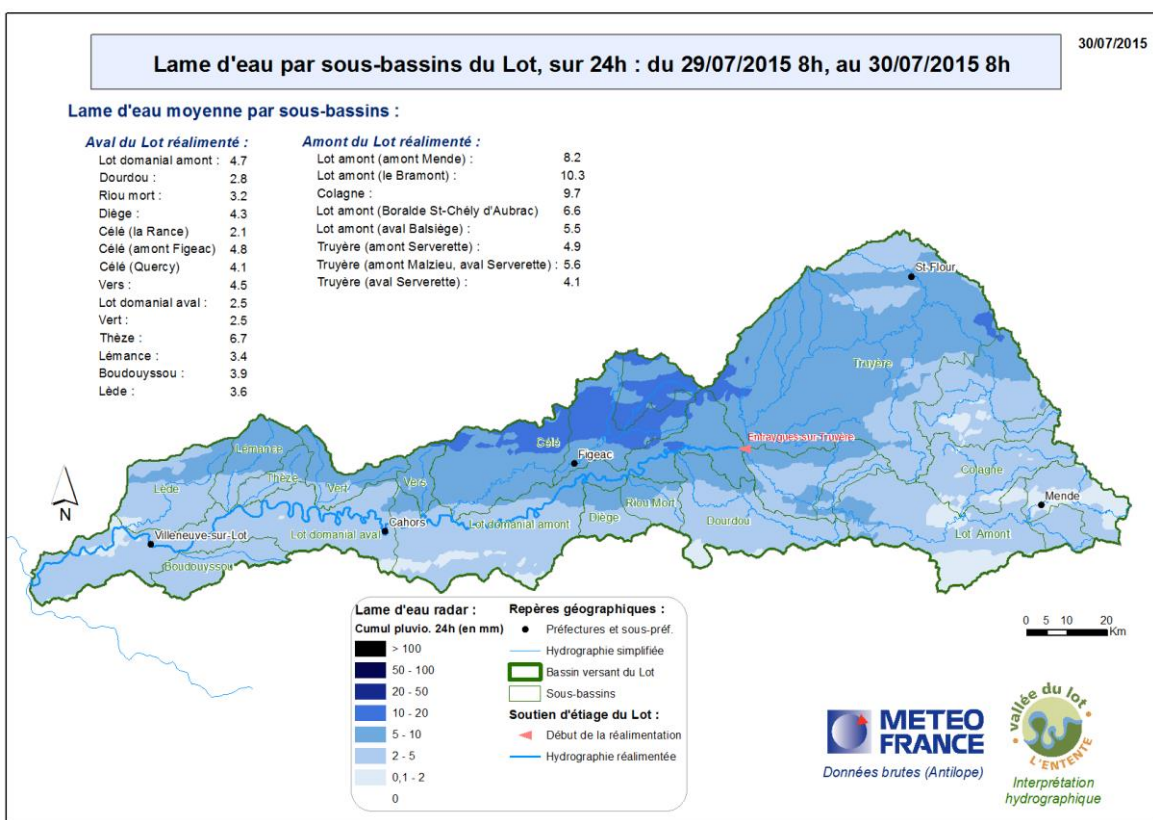 30/07/2015
Lame d'eau par sous-bassins du Lot, sur 24h : du 29/07/2015 8h, au 30/07/2015 8h
Lame d'eau moyenne par sous-bassins :
Aval du Lot réalimenté :
Lot domanial amont : 4.7
Dourdou : 2.8
Riou mort : 3.2
Diège : 4.3
Célé (la Rance) 2.1
Célé (amont Figeac) 4.8
Célé (Quercy) 4.1
Vers : 4.5
Lot domanial aval : 2.5
Vert : 2.5
Thèze : 6.7
Lémance : 3.4
Boudouyssou : 3.9
Lède : 3.6
Amont du Lot réalimenté :
Lot amont (amont Mende) : 8.2
Lot amont (le Bramont) : 10.3
Colagne : 9.7
Lot amont (Boralde St-Chély d'Aubrac) 6.6
Lot amont (aval Balsiège) : 5.5
Truyère (amont Serverette) : 4.9
Truyère (amont Malzieu, aval Serverette) : 5.6
Truyère (aval Serverette) : 4.1
St-Flour
Truyère
Entraygues-sur-Truyère
Célé
Figeac
Lémance
Thèze
Vert
Vers
Lède
Colagne
Mende
Riou Mort
Diège
Dourdou
Lot domanial amont
Cahors
Lot domanial aval
Lot Amont
Villeneuve-sur-Lot
Boudouyssou
N
Lame d'eau radar :
Cumul pluvio. 24h (en mm)
> 100
50 - 100
20 - 50
10 - 20
5 - 10
2 - 5
0,1 - 2
0
Repères géographiques :
Préfectures et sous-préf.
Hydrographie simplifiée
Bassin versant du Lot
Sous-bassins
Soutien d'étiage du Lot :
Début de la réalimentation
Hydrographie réalimentée
0 5 10 20
Km
METEO
FRANCE
Données brutes (Antilope)
vallée du lot
L'ENTENTE
Interprétation
hydrographique